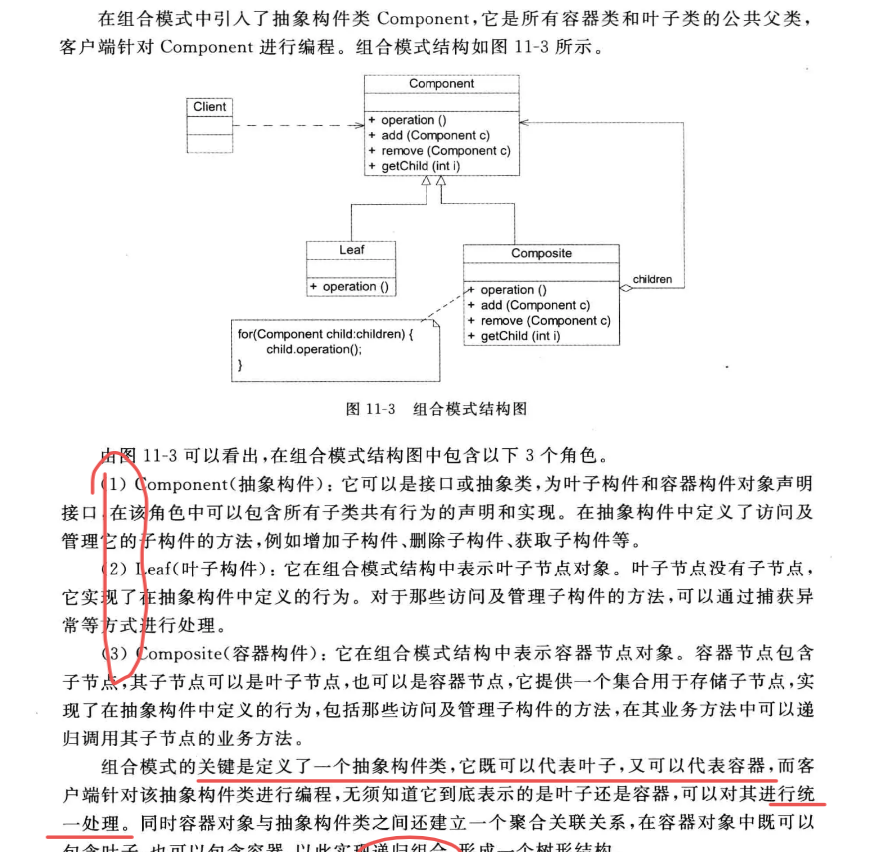 在组合模式中引入了抽象构件类 Component,它是所有容器类和叶子类的公共父类,
客户端针对 Component 进行编程。组合模式结构如图 11-3 所示。
Component
Client
+ operation ()
+ add (Component c)
+ remove (Component c)
+ getChild (int i)
Leaf
+ operation ()
Composite
+ operation ()
+ add (Component c)
+ remove (Component c)
+ getChild (int i)
children
for(Component child:children) {
child.operation();
}
图 11-3 组合模式结构图
由图 11-3 可以看出,在组合模式结构图中包含以下 3 个角色。
(1) Component(抽象构件):它可以是接口或抽象类,为叶子构件和容器构件对象声明
接口,在该角色中可以包含所有子类共有行为的声明和实现。在抽象构件中定义了访问及
管理它的子构件的方法,例如增加子构件、删除子构件、获取子构件等。
(2) Leaf(叶子构件):它在组合模式结构中表示叶子节点对象。叶子节点没有子节点,
它实现了在抽象构件中定义的行为。对于那些访问及管理子构件的方法,可以通过捕获异
常等方式进行处理。
(3) Composite(容器构件):它在组合模式结构中表示容器节点对象。容器节点包含
子节点,其子节点可以是叶子节点,也可以是容器节点,它提供一个集合用于存储子节点,实
现了在抽象构件中定义的行为,包括那些访问及管理子构件的方法,在其业务方法中可以递
归调用其子节点的业务方法。
组合模式的关键是定义了一个抽象构件类,它既可以代表叶子,又可以代表容器,而客
户端针对该抽象构件类进行编程,无须知道它到底表示的是叶子还是容器,可以对其进行统
一处理。同时容器对象与抽象构件类之间还建立一个聚合关联关系,在容器对象中既可以
包含叶子,也可以包含容器,以此实现递归组合,形成一个树形结构。